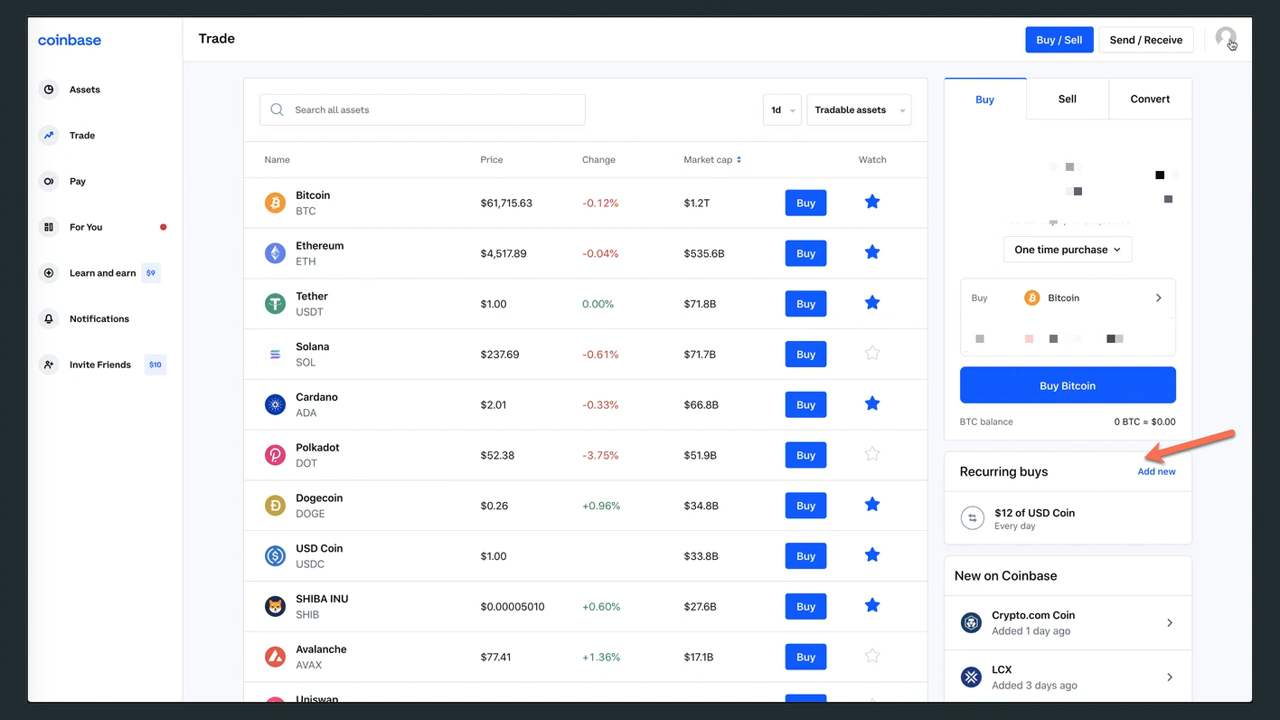 coinbase
Trade
Buy / Sell
Send / Receive
Assets
Trade
Pay
For You
Learn and earn $9
Notifications
Invite Friends $10
Search all assets
1d
Tradable assets
Name Price Change Market cap Watch
Bitcoin
BTC
$61,715.63 -0.12% $1.2T Buy
Ethereum
ETH
$4,517.89 -0.04% $535.6B Buy
Tether
USDT
$1.00 0.00% $71.8B Buy
Solana
SOL
$237.69 -0.61% $71.7B Buy
Cardano
ADA
$2.01 -0.33% $66.8B Buy
Polkadot
DOT
$52.38 -3.75% $51.9B Buy
Dogecoin
DOGE
$0.26 +0.96% $34.8B Buy
USD Coin
USDC
$1.00 $33.8B Buy
SHIBA INU
SHIB
$0.00005010 +0.60% $27.6B Buy
Avalanche
AVAX
$77.41 +1.36% $17.1B Buy
Uniswap
Buy Sell Convert
One time purchase
Buy Bitcoin
Buy Bitcoin
BTC balance 0 BTC ≈ $0.00
Recurring buys Add new
$12 of USD Coin
Every day
New on Coinbase
Crypto.com Coin
Added 1 day ago
LCX
Added 3 days ago